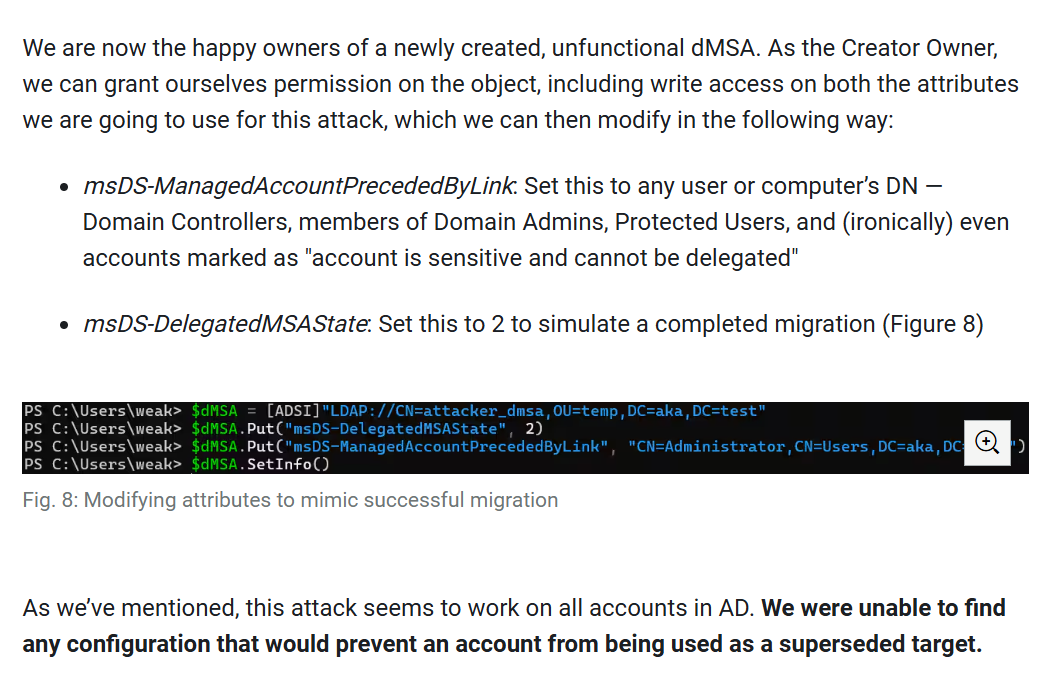 We are now the happy owners of a newly created, unfunctional dMSA. As the Creator Owner,
we can grant ourselves permission on the object, including write access on both the attributes
we are going to use for this attack, which we can then modify in the following way:
• msDS-ManagedAccountPrecededByLink: Set this to any user or computer’s DN —
Domain Controllers, members of Domain Admins, Protected Users, and (ironically) even
accounts marked as "account is sensitive and cannot be delegated"
• msDS-DelegatedMSAState: Set this to 2 to simulate a completed migration (Figure 8)
PS C:\Users\weak> $dMSA = [ADSI]"LDAP://CN=attacker_dmsa,OU=temp,DC=aka,DC=test"
PS C:\Users\weak> $dMSA.Put("msDS-DelegatedMSAState", 2)
PS C:\Users\weak> $dMSA.Put("msDS-ManagedAccountPrecededByLink", "CN=Administrator,CN=Users,DC=aka,DC= ")
PS C:\Users\weak> $dMSA.SetInfo()
Fig. 8: Modifying attributes to mimic successful migration
As we’ve mentioned, this attack seems to work on all accounts in AD. We were unable to find
any configuration that would prevent an account from being used as a superseded target.